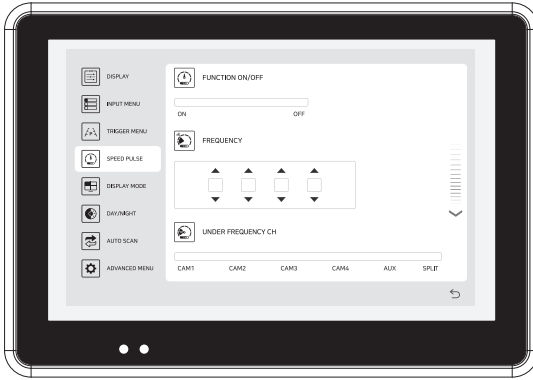 DISPLAY
INPUT MENU
TRIGGER MENU
SPEED PULSE
DISPLAY MODE
DAY/NIGHT
AUTO SCAN
ADVANCED MENU
FUNCTION ON/OFF
ON OFF
FREQUENCY
UNDER FREQUENCY CH
CAM1 CAM2 CAM3 CAM4 AUX SPLIT